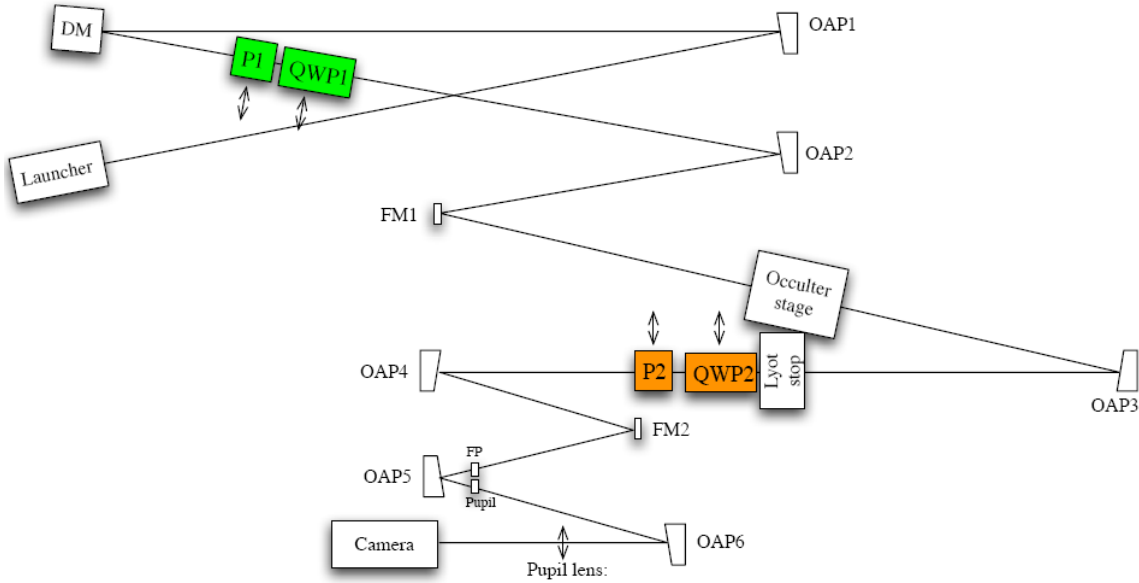 DM
OAP1
P1
QWP1
Launcher
OAP2
FM1
Occulter
stage
OAP4
P2
QWP2
Lyot
stop
OAP3
FM2
FP
OAP5
Pupil
Camera
OAP6
Pupil lens: